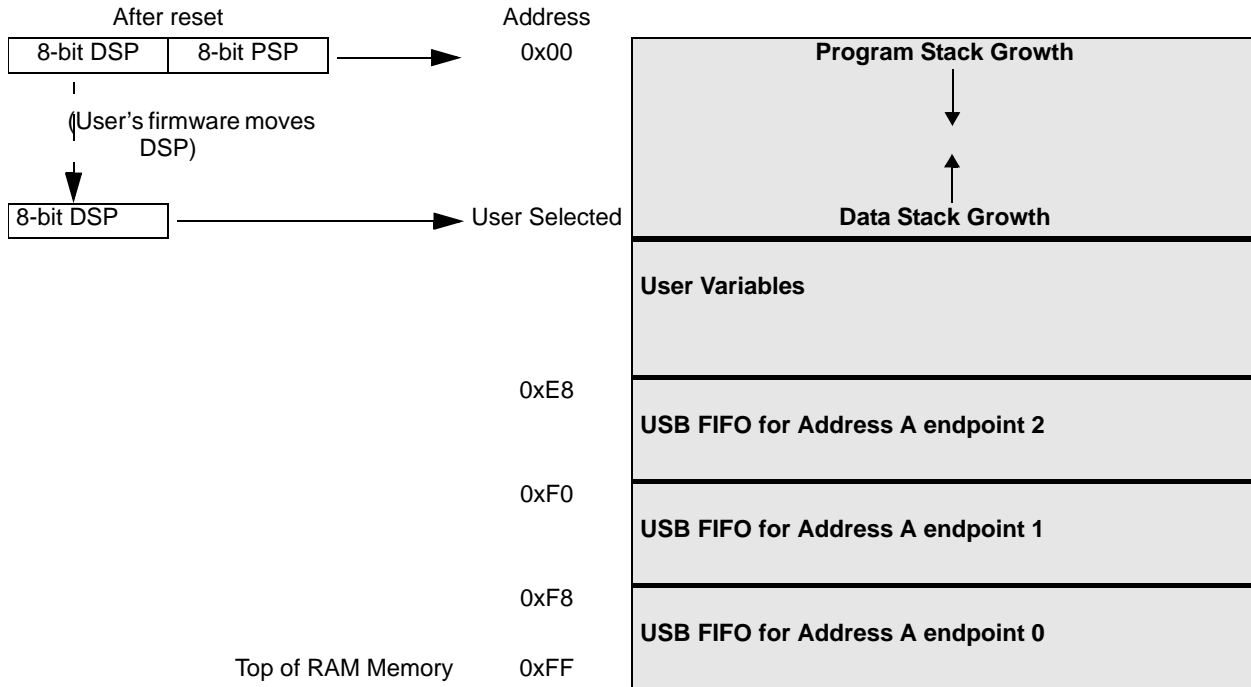 After reset
Address
8-bit DSP
8-bit PSP
0x00
Program Stack Growth
(User's firmware moves
DSP)
8-bit DSP
User Selected
Data Stack Growth
User Variables
0xE8
USB FIFO for Address A endpoint 2
0xF0
USB FIFO for Address A endpoint 1
0xF8
USB FIFO for Address A endpoint 0
Top of RAM Memory
0xFF